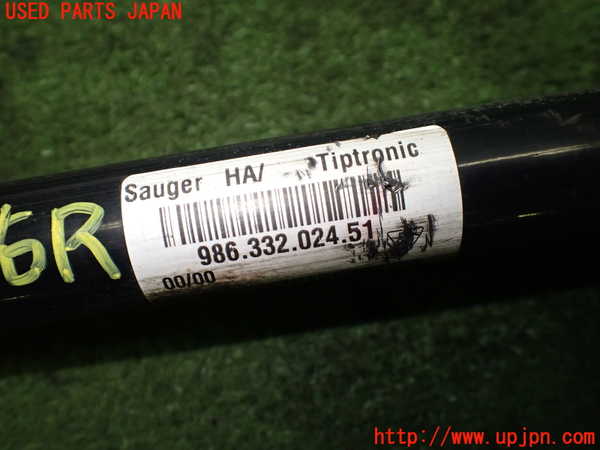 USED PARTS JAPAN
Sauger HA/ Tiptronic
6R
986.332.024.51
00/00
http://www.upjpn.com